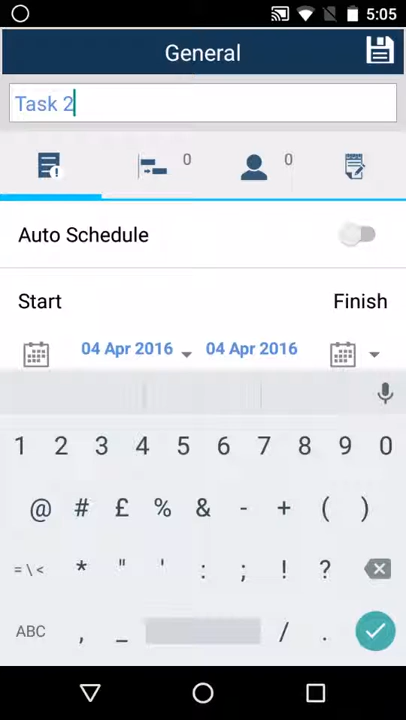 5:05
General
Task 2
0 0
Auto Schedule
Start Finish
04 Apr 2016 04 Apr 2016
1 2 3 4 5 6 7 8 9 0
@ # £ % & - + ( )
= \ < * " ' : ; ! ?
ABC , _ / .